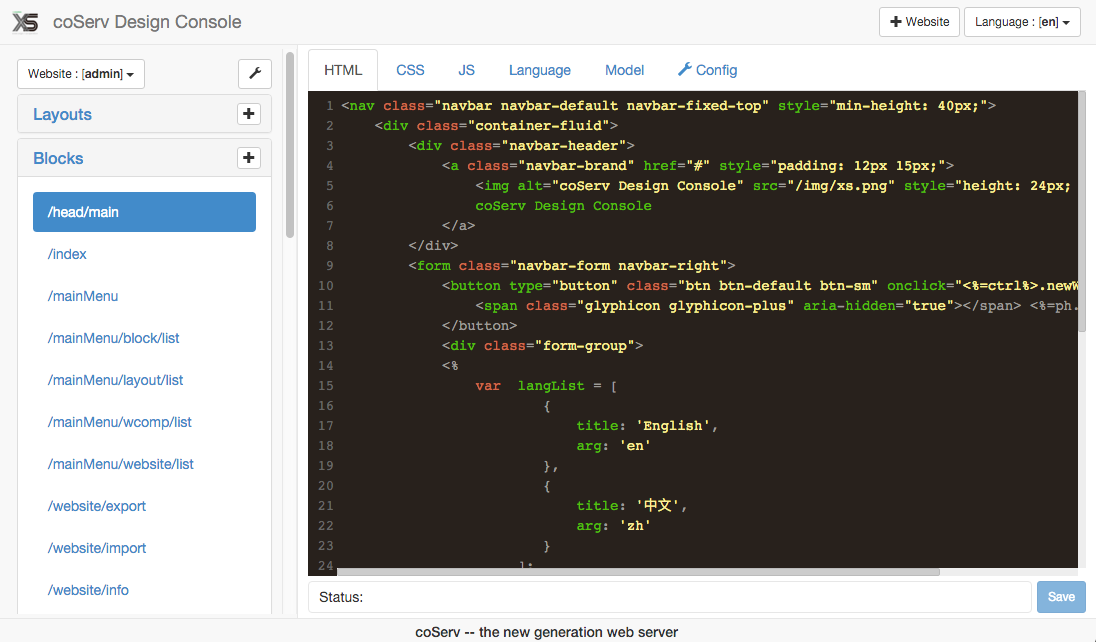 XS coServ Design Console
+ Website Language : [en]
Website : [admin]
Layouts
Blocks
/head/main
/index
/mainMenu
/mainMenu/block/list
/mainMenu/layout/list
/mainMenu/wcomp/list
/mainMenu/website/list
/website/export
/website/import
/website/info
HTML CSS JS Language Model Config
1 <nav class="navbar navbar-default navbar-fixed-top" style="min-height: 40px;">
2 <div class="container-fluid">
3 <div class="navbar-header">
4 <a class="navbar-brand" href="#" style="padding: 12px 15px;">
5 <img alt="coServ Design Console" src="/img/xs.png" style="height: 24px;
6 coServ Design Console
7 </a>
8 </div>
9 <form class="navbar-form navbar-right">
10 <button type="button" class="btn btn-default btn-sm" onclick="<%=ctrl%>.newW
11 <span class="glyphicon glyphicon-plus" aria-hidden="true"></span> <%=ph.
12 </button>
13 <div class="form-group">
14 <%
15 var langList = [
16 {
17 title: 'English',
18 arg: 'en'
19 },
20 {
21 title: '中文',
22 arg: 'zh'
23 }
24 ];
Status:
Save
coServ -- the new generation web server